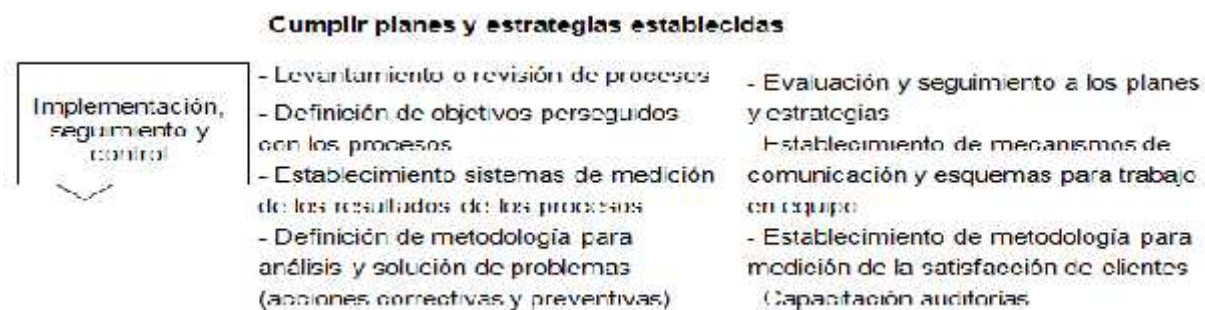 Cumplir planes y estrategias establecidas
Implementación,
seguimiento y
control
- Levantamiento o revisión de procesos
- Definición de objetivos perseguidos
con los procesos
- Establecimiento sistemas de medición
de los resultados de los procesos
- Definición de metodología para
análisis y solución de problemas
(acciones correctivas y preventivas)
- Evaluación y seguimiento a los planes
y estrategias
Establecimiento de mecanismos de
comunicación y esquemas para trabajo
en equipo
- Establecimiento de metodología para
medición de la satisfacción de clientes
Capacitación auditorias